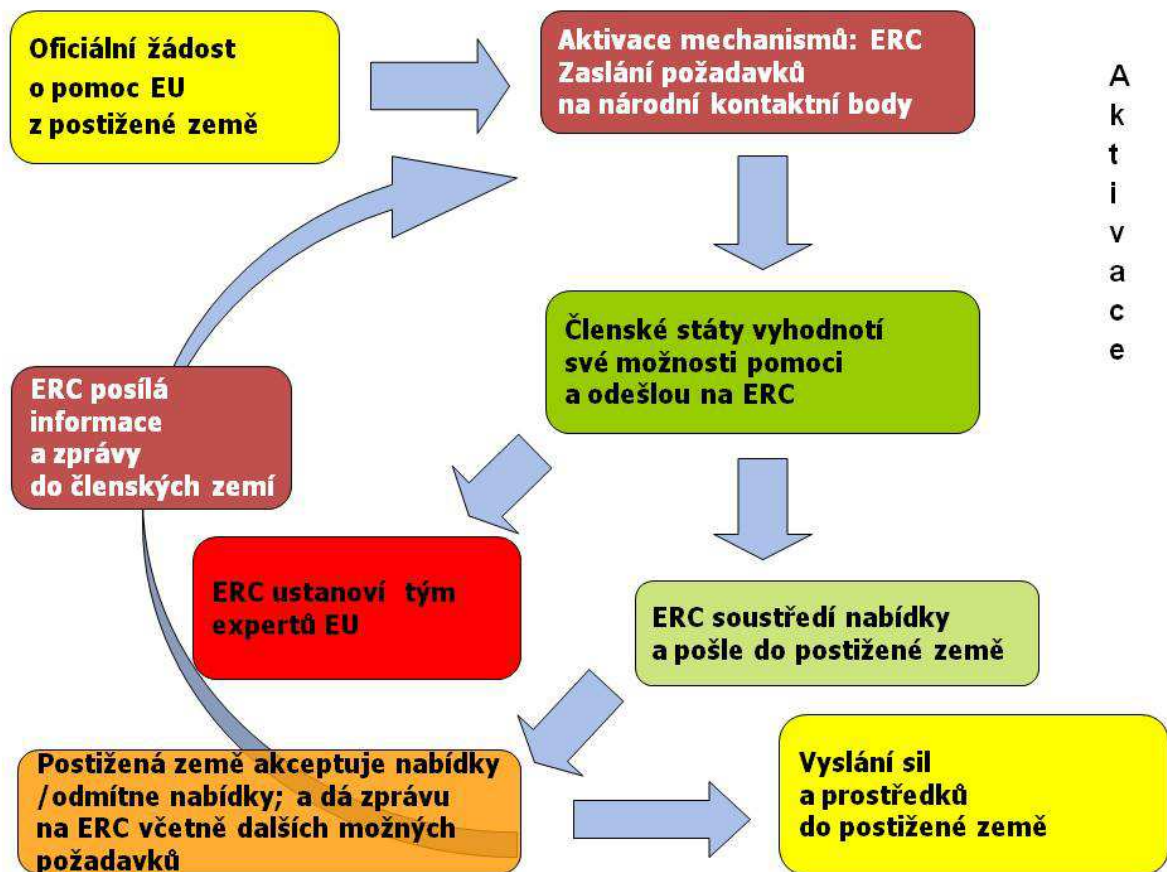 Oficiální žádost
o pomoc EU
z postižené země
Aktivace mechanismů: ERC
Zaslání požadavků
na národní kontaktní body
Aktivace
Členské státy vyhodnotí
své možnosti pomoci
a odešlou na ERC
ERC posílá
informace
a zprávy
do členských zemí
ERC ustanoví tým
expertů EU
ERC soustředí nabídky
a pošle do postižené země
Postižená země akceptuje nabídky
/odmítne nabídky; a dá zprávu
na ERC včetně dalších možných
požadavků
Vyslání sil
a prostředků
do postižené země